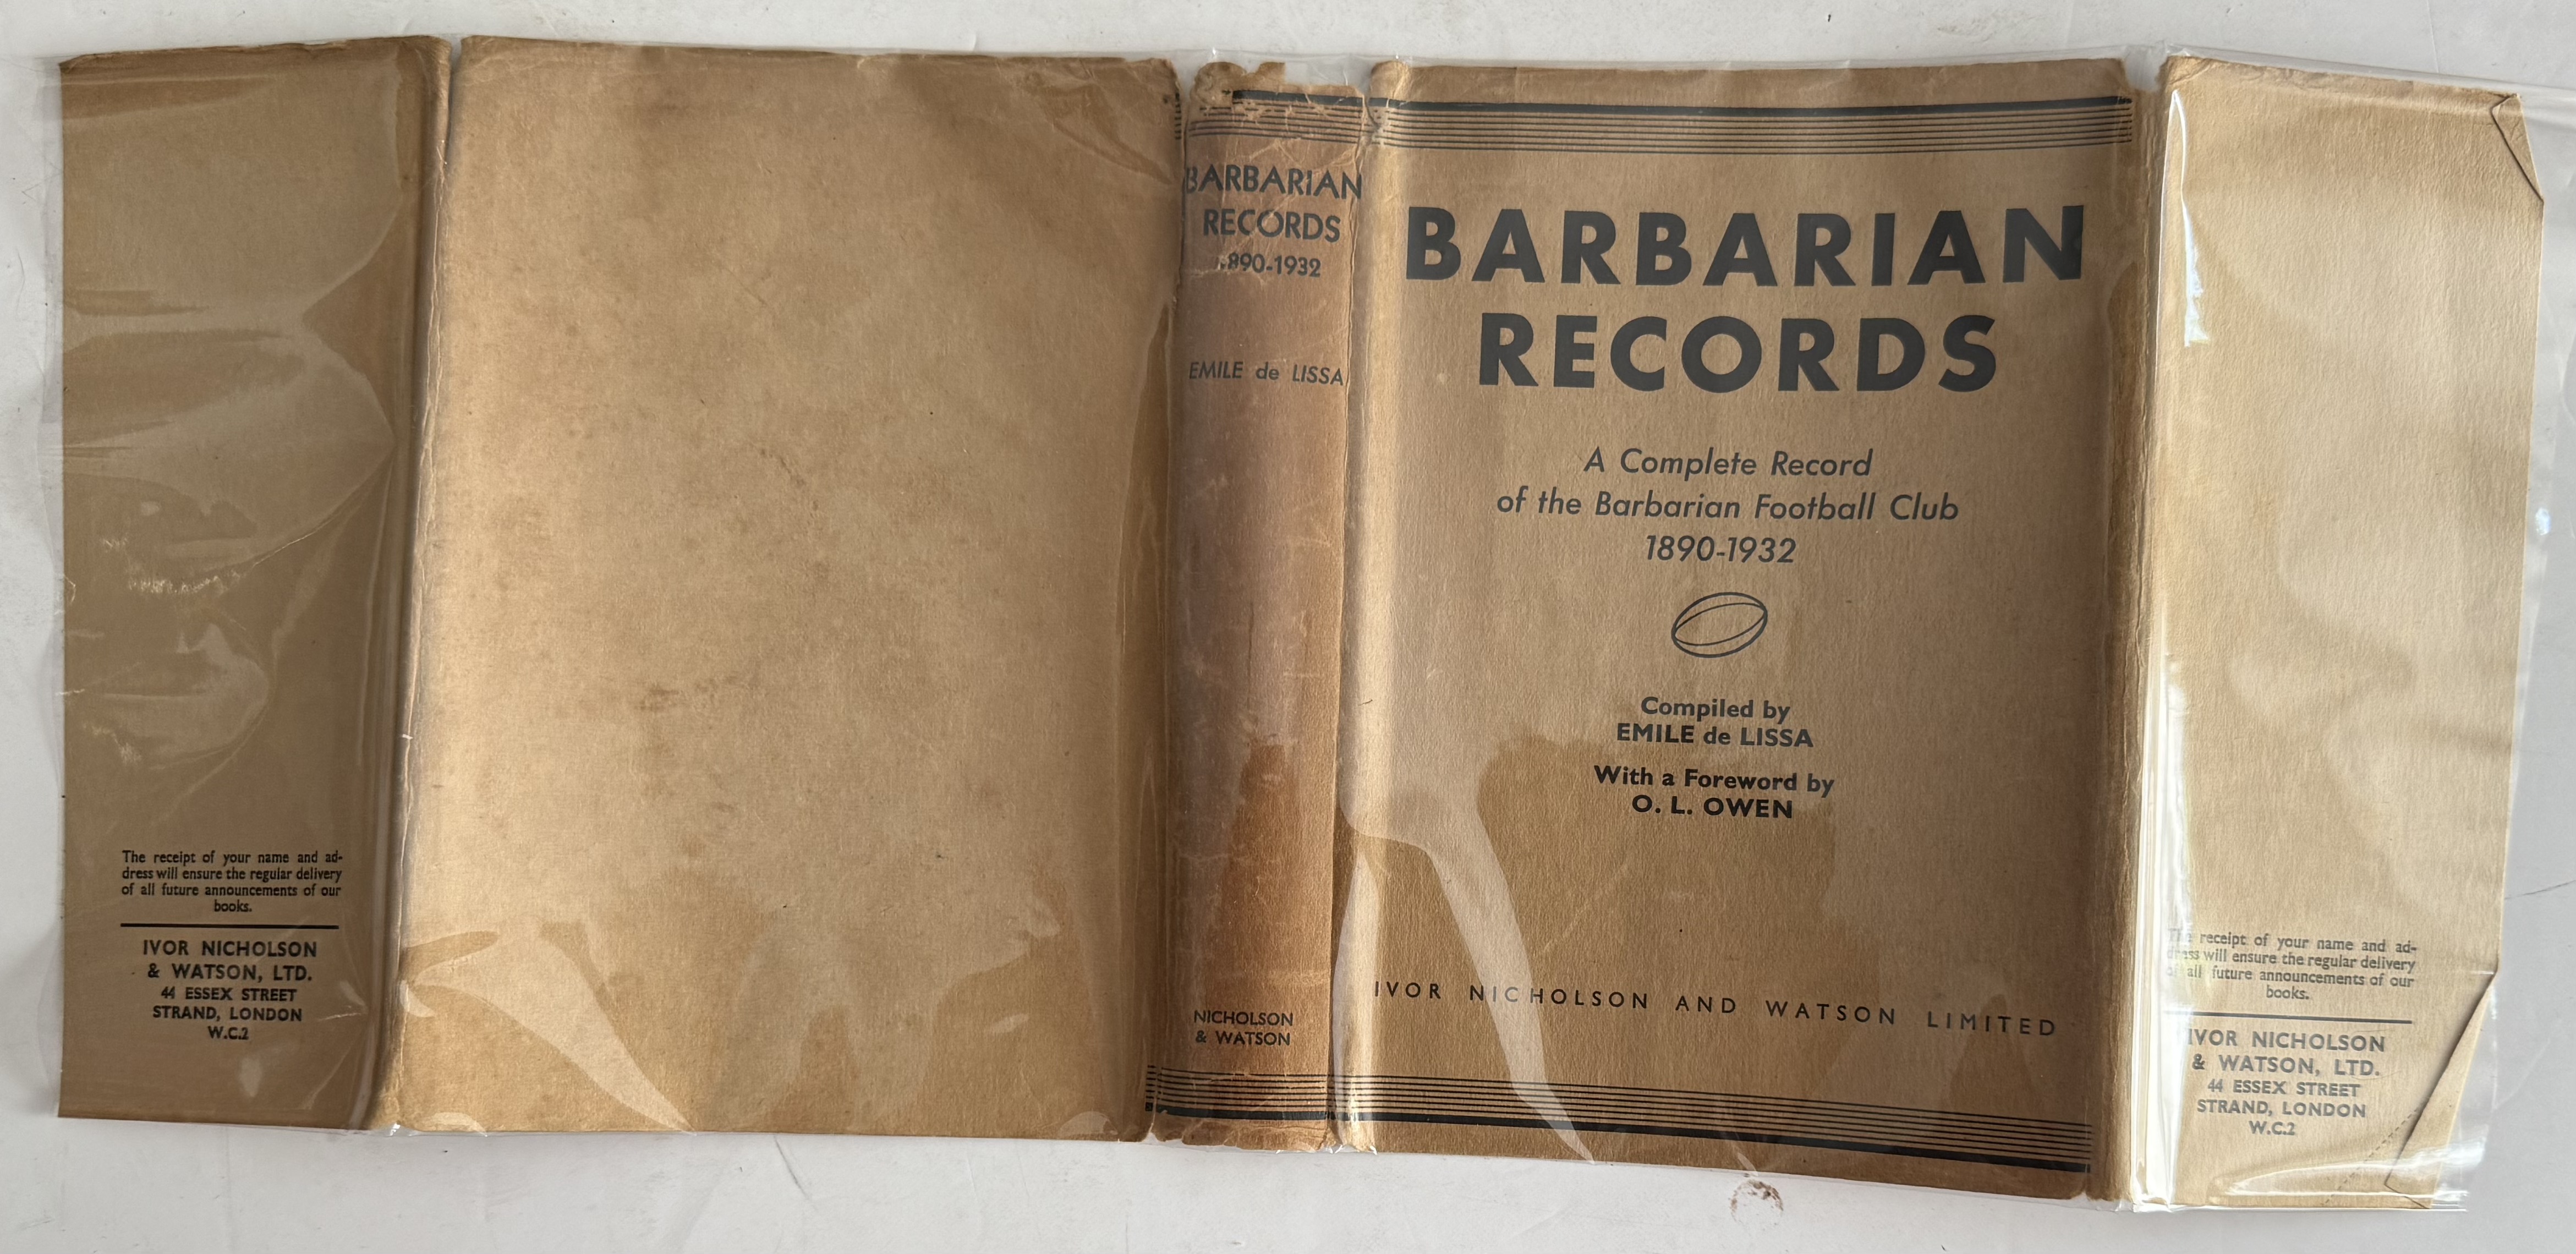 The receipt of your name and ad-
dress will ensure the regular delivery
of all future announcements of our
books.
IVOR NICHOLSON
& WATSON, LTD.
44 ESSEX STREET
STRAND, LONDON
W.C.2
BARBARIAN
RECORDS
1890-1932
EMILE de LISSA
NICHOLSON
& WATSON
BARBARIAN
RECORDS
A Complete Record
of the Barbarian Football Club
1890-1932
Compiled by
EMILE de LISSA
With a Foreword by
O. L. OWEN
IVOR NICHOLSON AND WATSON LIMITED
The receipt of your name and ad-
dress will ensure the regular delivery
of all future announcements of our
books.
IVOR NICHOLSON
& WATSON, LTD.
44 ESSEX STREET
STRAND, LONDON
W.C.2